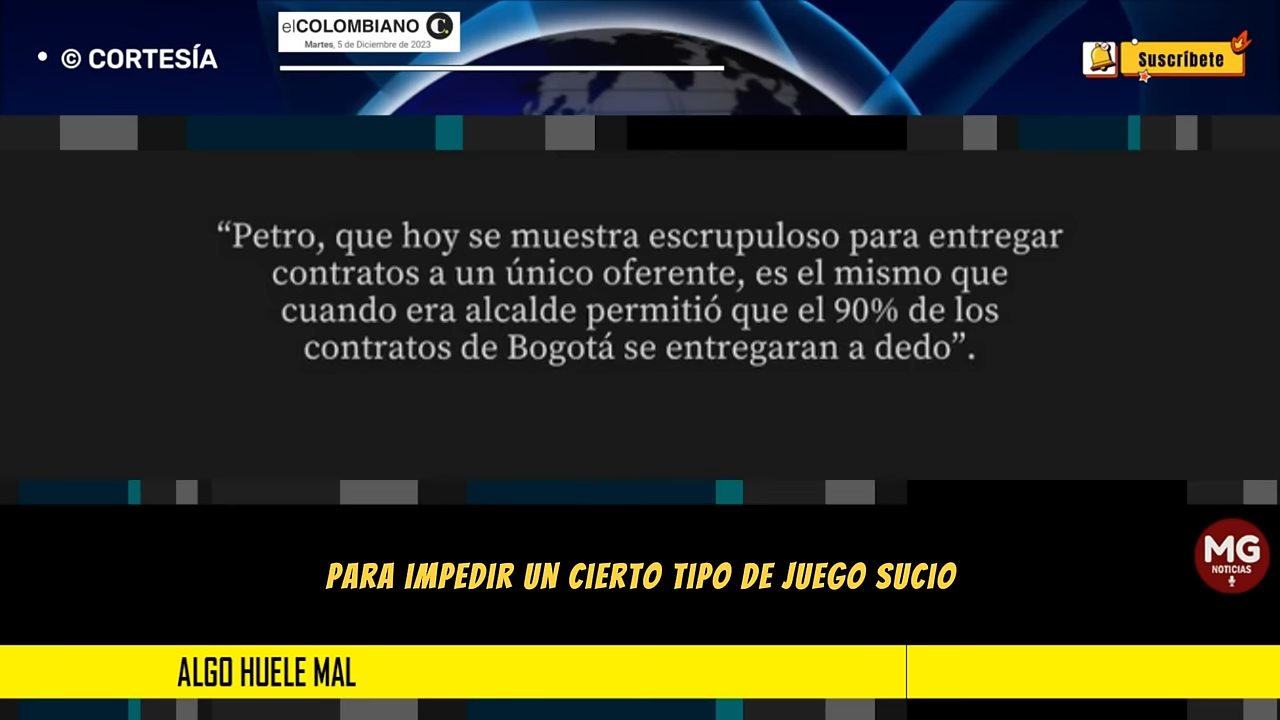 • © CORTESÍA
elCOLOMBIANO C
Martes, 5 de Diciembre de 2023
Suscríbete
“Petro, que hoy se muestra escrupuloso para entregar
contratos a un único oferente, es el mismo que
cuando era alcalde permitió que el 90% de los
contratos de Bogotá se entregaran a dedo”.
PARA IMPEDIR UN CIERTO TIPO DE JUEGO SUCIO
MG
NOTICIAS
ALGO HUELE MAL